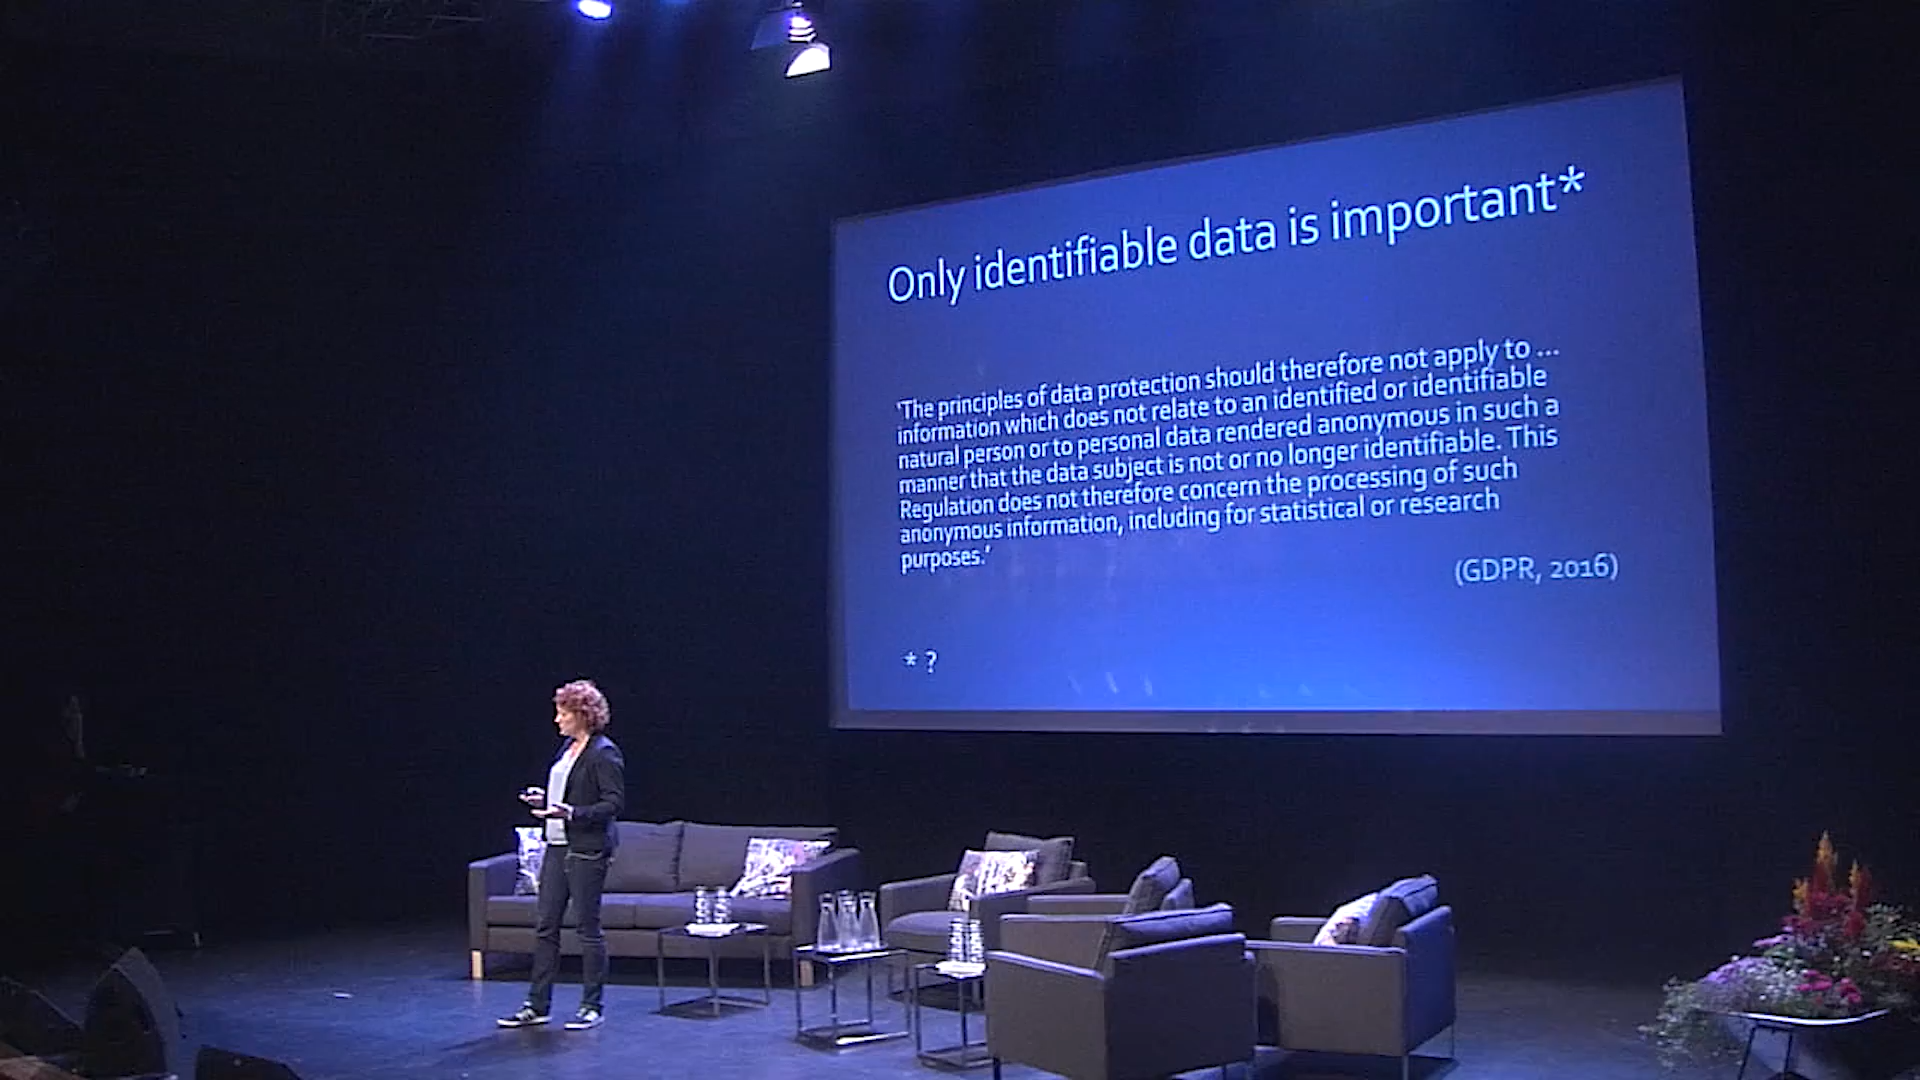 Only identifiable data is important*
'The principles of data protection should therefore not apply to ...
information which does not relate to an identified or identifiable
natural person or to personal data rendered anonymous in such a
manner that the data subject is not or no longer identifiable. This
Regulation does not therefore concern the processing of such
anonymous information, including for statistical or research
purposes.'
(GDPR, 2016)
* ?